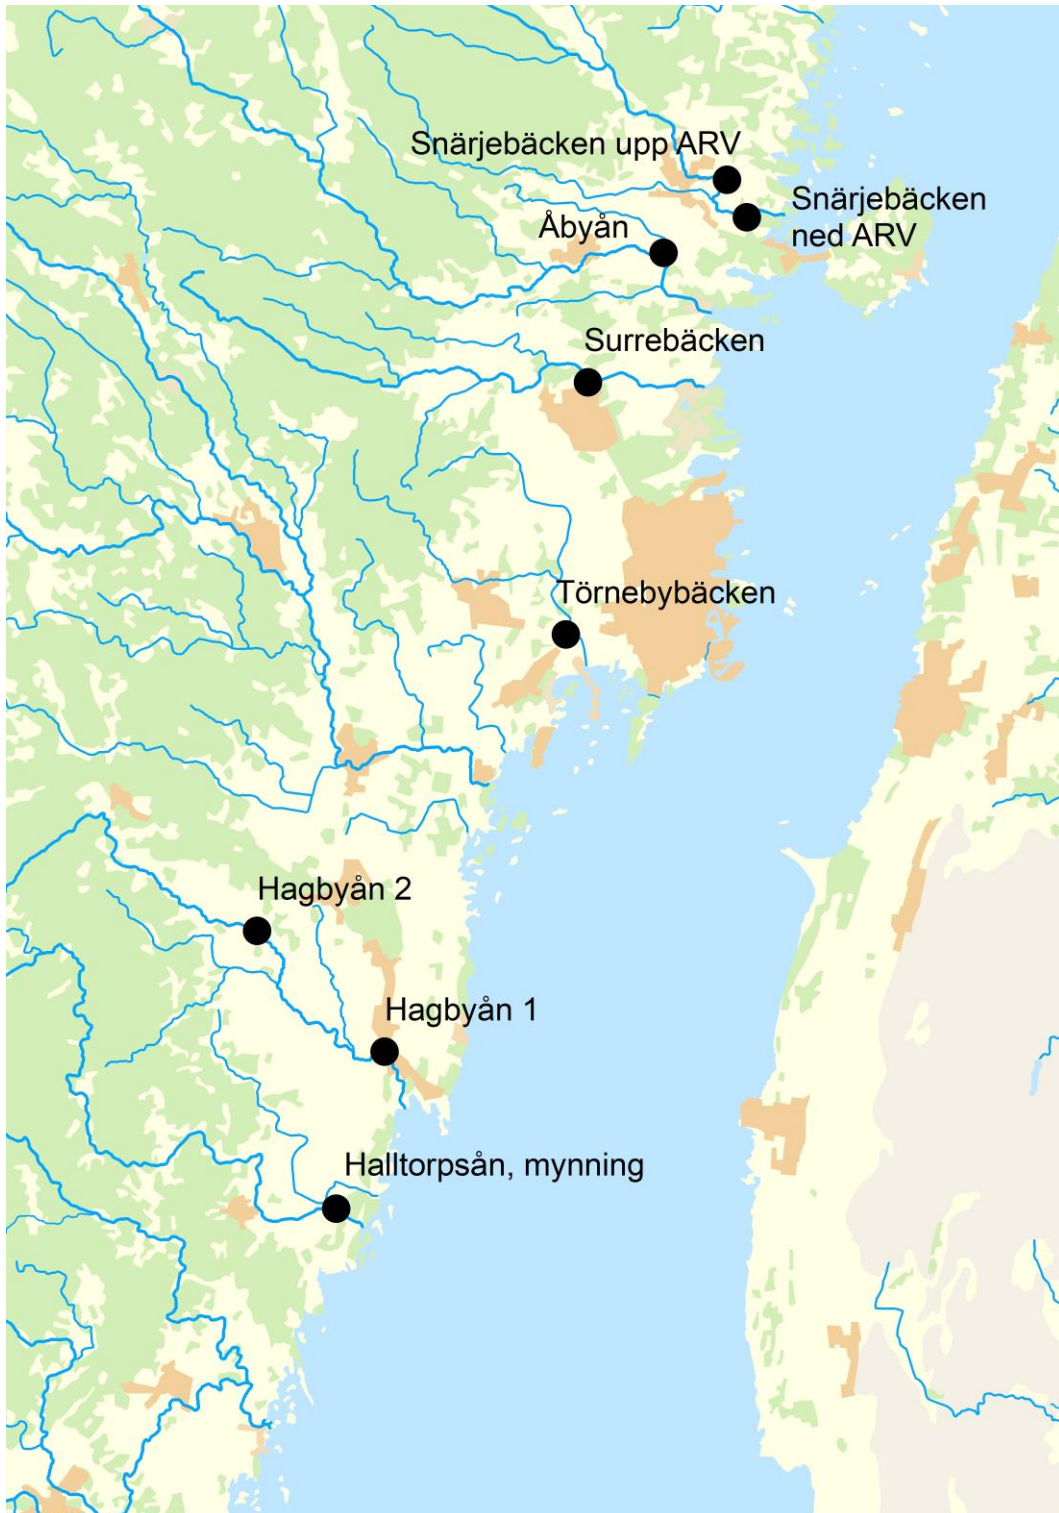 Snärjebäcken upp ARV
Snärjebäcken
ned ARV
Åbyån
Surrebäcken
Törnebybäcken
Hagbyån 2
Hagbyån 1
Halltorpsån, mynning